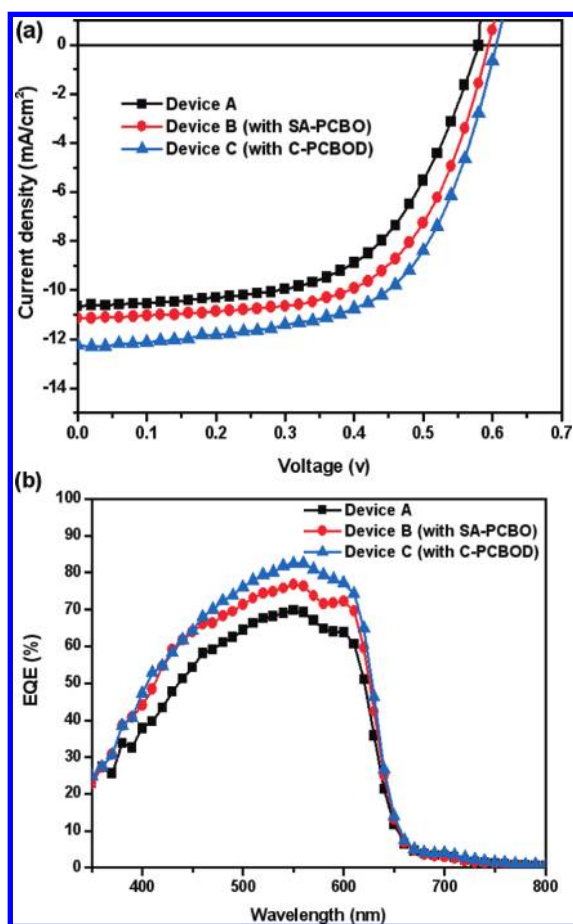 (a)
0
-2
-4
-6
-8
-10
-12
-14
Current density (mA/cm²)
Device A
Device B (with SA-PCBO)
Device C (with C-PCBOD)
0.0 0.1 0.2 0.3 0.4 0.5 0.6 0.7
Voltage (v)
(b)
100
90
80
70
60
50
40
30
20
10
0
EQE (%)
Device A
Device B (with SA-PCBO)
Device C (with C-PCBOD)
400 500 600 700 800
Wavelength (nm)